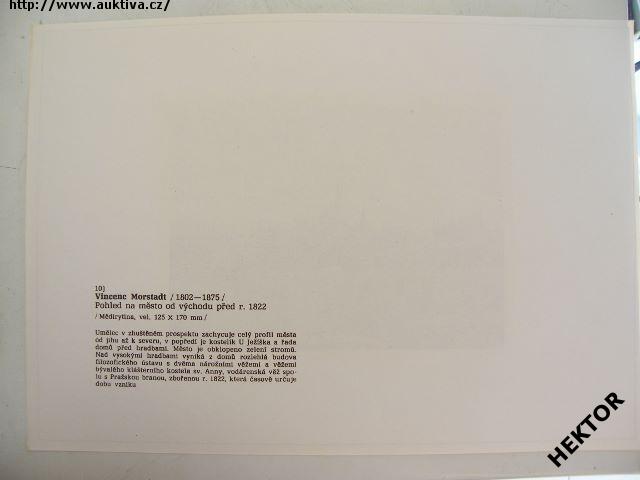 http://www.auktiva.cz/
10)
Vincenc Morstadt / 1802—1875 /
Pohled na město od východu před r. 1822
/ Mědirytina, vel. 125 X 170 mm /
Umělec v zhuštěném prospektu zachycuje celý profil města
od jihu až k severu, v popředí je kostelík U Ježíška a řada
domů před hradbami. Město je obklopeno zelení stromů.
Nad vysokými hradbami vyniká z domů rozlehlá budova
filozofického ústavu s dvěma nárožními věžemi a věžemi
bývalého klášterního kostela sv. Anny, vodárenská věž spo-
lu s Pražskou branou, zbořenou r. 1822, která časově určuje
dobu vzniku
HEKTOR